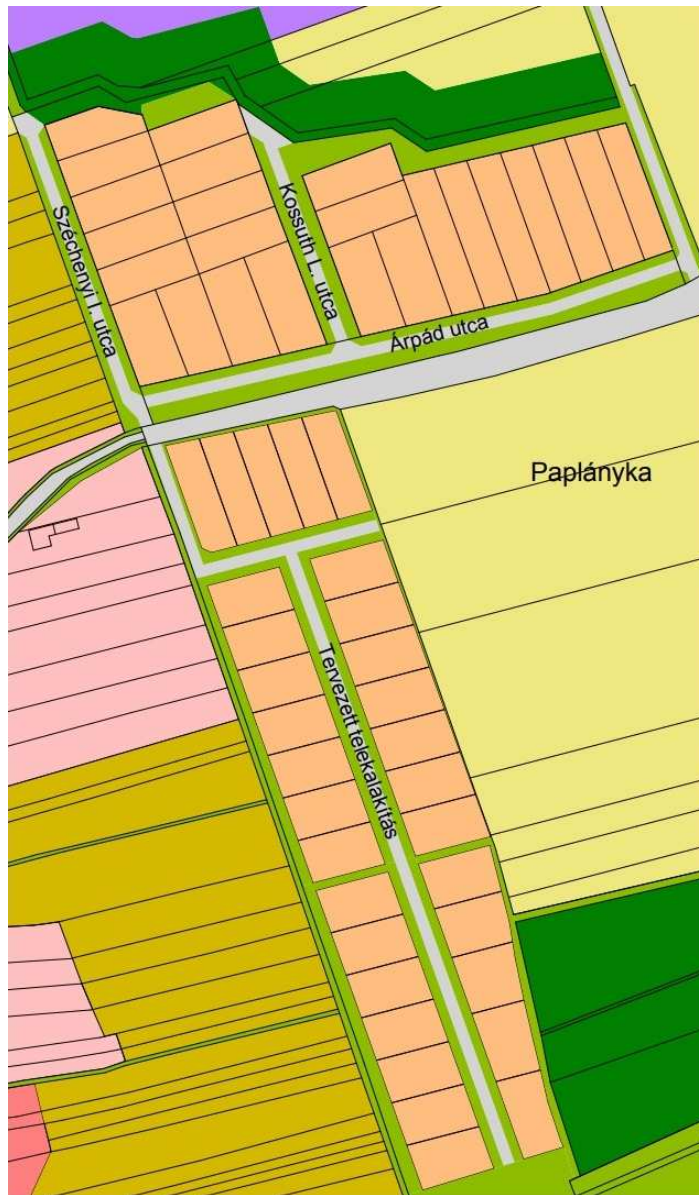 Széchenyi I. utca
Kossuth L. utca
Árpád utca
Paplányka
Tervezett telekalakítás